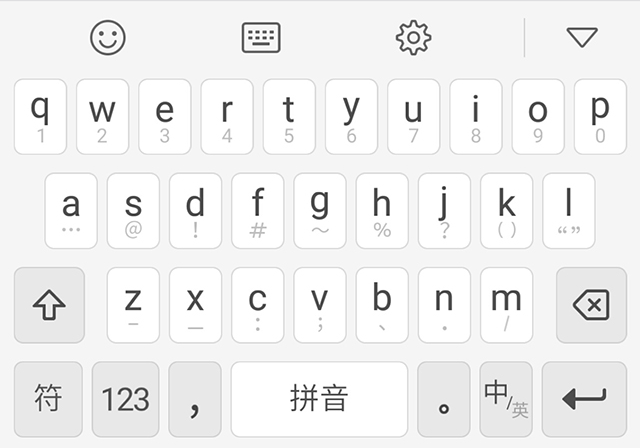 q w e r t y u i o p
1 2 3 4 5 6 7 8 9 0
a s d f g h j k l
… @ ! # ～ % ? ( ) “ ”
z x c v b n m
– — : ; 、 · /
符 123 , 拼音 。 中/英